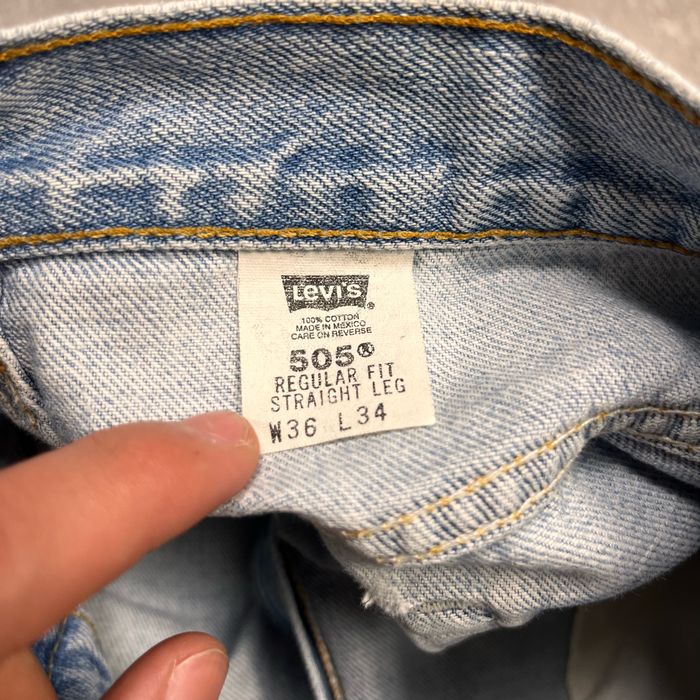 Levi's®
100% COTTON
MADE IN MEXICO
CARE ON REVERSE
505®
REGULAR FIT
STRAIGHT LEG
W36 L34